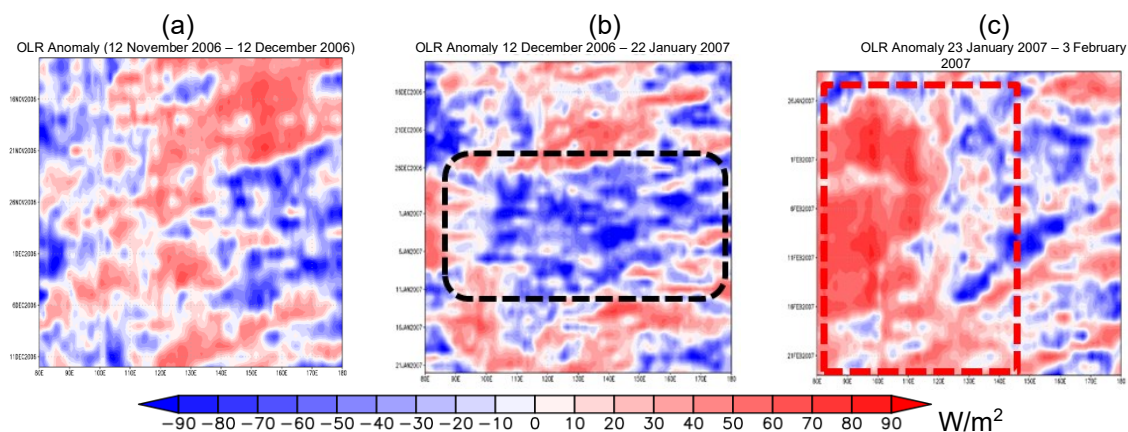 (a)
OLR Anomaly (12 November 2006 – 12 December 2006)
16NOV2006
21NOV2006
26NOV2006
1DEC2006
6DEC2006
11DEC2006
80E 90E 100E 110E 120E 130E 140E 150E 160E 170E 180
(b)
OLR Anomaly 12 December 2006 – 22 January 2007
16DEC2006
21DEC2006
26DEC2006
1JAN2007
6JAN2007
11JAN2007
16JAN2007
21JAN2007
80E 90E 100E 110E 120E 130E 140E 150E 160E 170E 180
(c)
OLR Anomaly 23 January 2007 – 3 February
2007
26JAN2007
1FEB2007
6FEB2007
11FEB2007
16FEB2007
21FEB2007
80E 90E 100E 110E 120E 130E 140E 150E 160E 170E 180
−90 −80 −70 −60 −50 −40 −30 −20 −10 0 10 20 30 40 50 60 70 80 90 W/m²